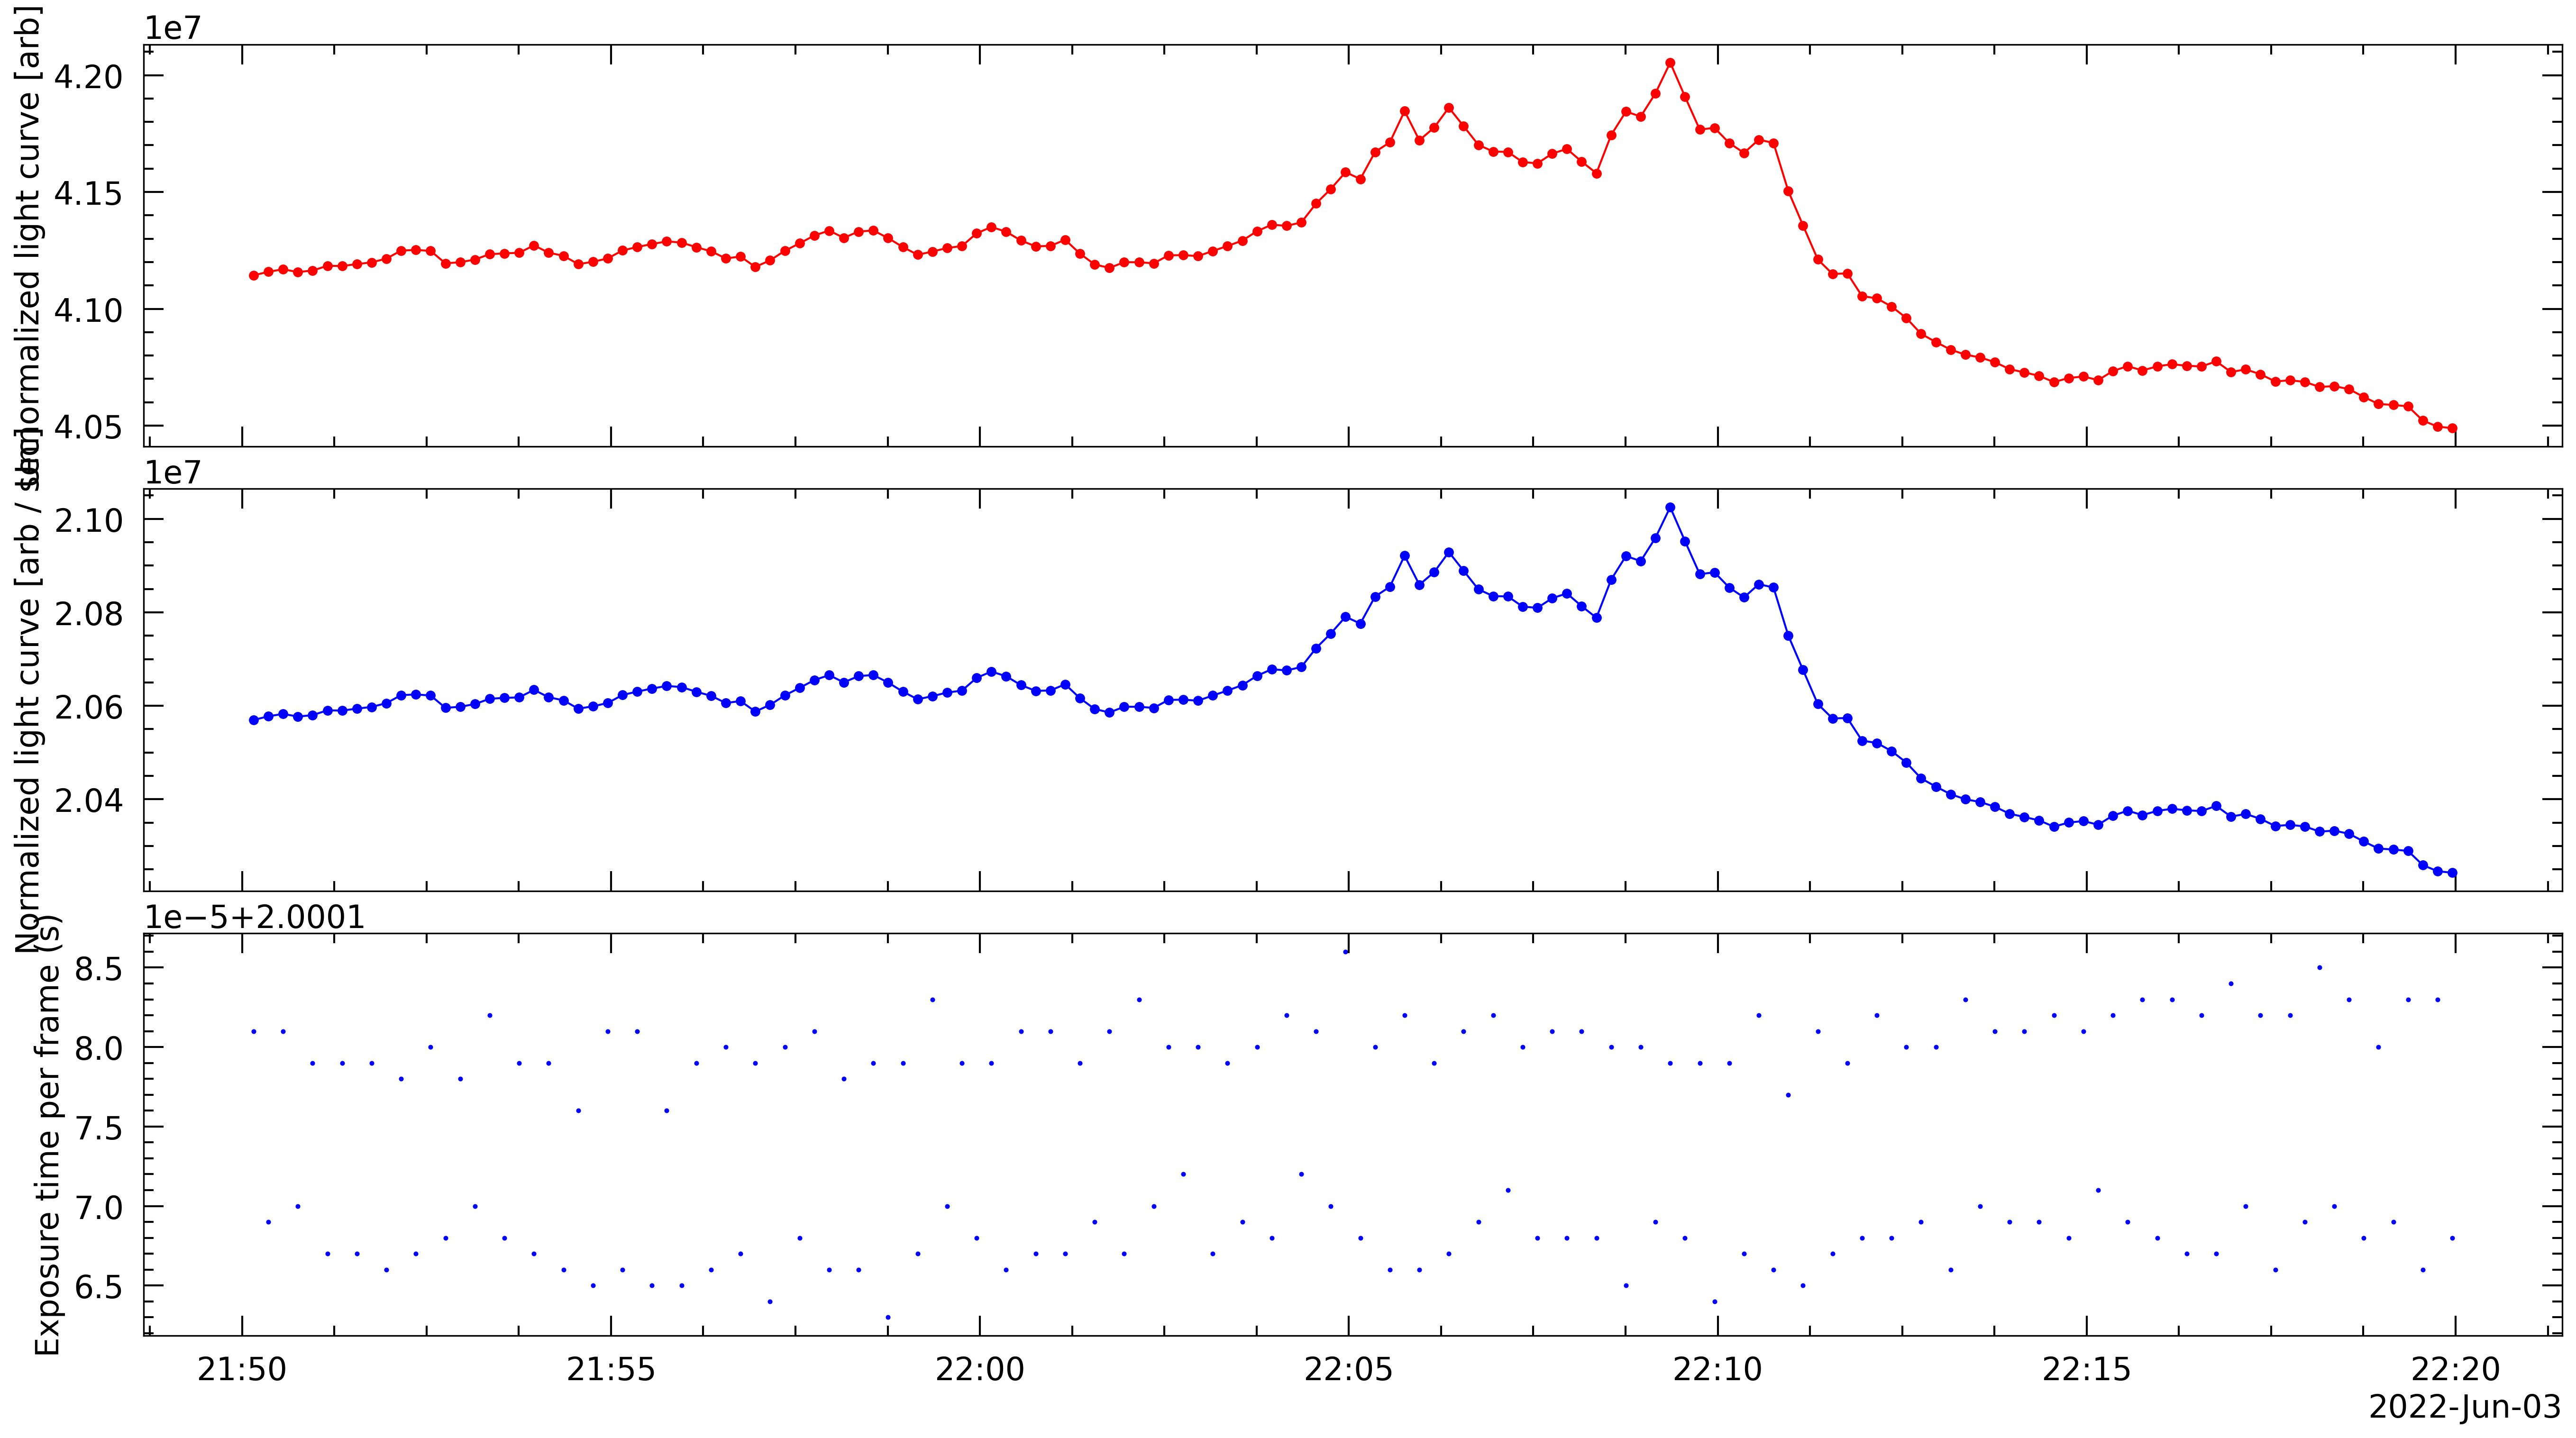 1e7
Unnormalized light curve [arb]
4.20
4.15
4.10
4.05
1e7
Normalized light curve [arb / sec]
2.10
2.08
2.06
2.04
1e−5+2.0001
Exposure time per frame (s)
8.5
8.0
7.5
7.0
6.5
21:50 21:55 22:00 22:05 22:10 22:15 22:20
2022-Jun-03